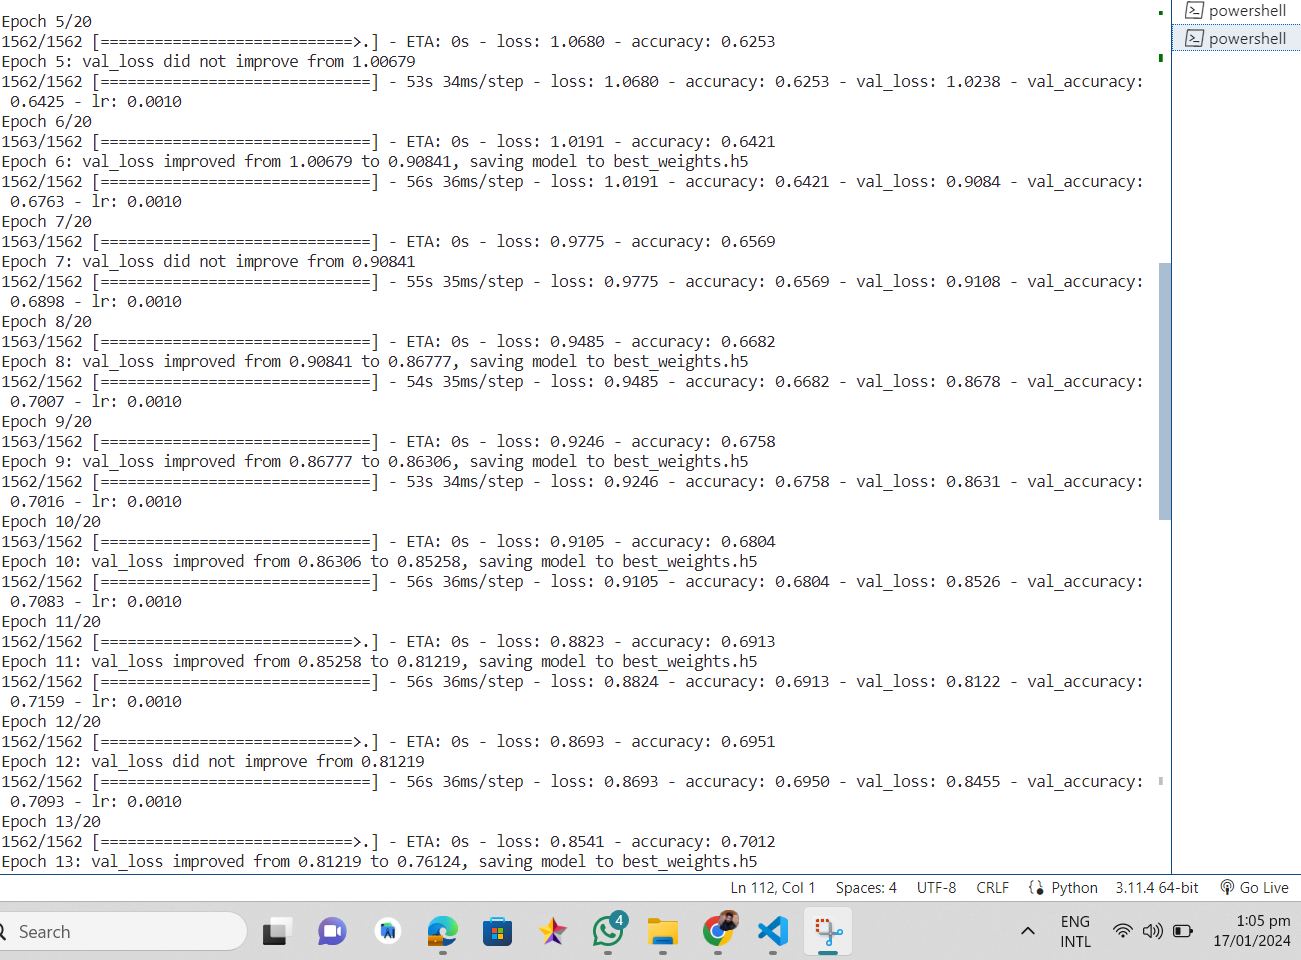 Epoch 5/20
1562/1562 [============================>.] - ETA: 0s - loss: 1.0680 - accuracy: 0.6253
Epoch 5: val_loss did not improve from 1.00679
1562/1562 [==============================] - 53s 34ms/step - loss: 1.0680 - accuracy: 0.6253 - val_loss: 1.0238 - val_accuracy:
0.6425 - lr: 0.0010
Epoch 6/20
1563/1562 [==============================] - ETA: 0s - loss: 1.0191 - accuracy: 0.6421
Epoch 6: val_loss improved from 1.00679 to 0.90841, saving model to best_weights.h5
1562/1562 [==============================] - 56s 36ms/step - loss: 1.0191 - accuracy: 0.6421 - val_loss: 0.9084 - val_accuracy:
0.6763 - lr: 0.0010
Epoch 7/20
1563/1562 [==============================] - ETA: 0s - loss: 0.9775 - accuracy: 0.6569
Epoch 7: val_loss did not improve from 0.90841
1562/1562 [==============================] - 55s 35ms/step - loss: 0.9775 - accuracy: 0.6569 - val_loss: 0.9108 - val_accuracy:
0.6898 - lr: 0.0010
Epoch 8/20
1563/1562 [==============================] - ETA: 0s - loss: 0.9485 - accuracy: 0.6682
Epoch 8: val_loss improved from 0.90841 to 0.86777, saving model to best_weights.h5
1562/1562 [==============================] - 54s 35ms/step - loss: 0.9485 - accuracy: 0.6682 - val_loss: 0.8678 - val_accuracy:
0.7007 - lr: 0.0010
Epoch 9/20
1563/1562 [==============================] - ETA: 0s - loss: 0.9246 - accuracy: 0.6758
Epoch 9: val_loss improved from 0.86777 to 0.86306, saving model to best_weights.h5
1562/1562 [==============================] - 53s 34ms/step - loss: 0.9246 - accuracy: 0.6758 - val_loss: 0.8631 - val_accuracy:
0.7016 - lr: 0.0010
Epoch 10/20
1563/1562 [==============================] - ETA: 0s - loss: 0.9105 - accuracy: 0.6804
Epoch 10: val_loss improved from 0.86306 to 0.85258, saving model to best_weights.h5
1562/1562 [==============================] - 56s 36ms/step - loss: 0.9105 - accuracy: 0.6804 - val_loss: 0.8526 - val_accuracy:
0.7083 - lr: 0.0010
Epoch 11/20
1562/1562 [============================>.] - ETA: 0s - loss: 0.8823 - accuracy: 0.6913
Epoch 11: val_loss improved from 0.85258 to 0.81219, saving model to best_weights.h5
1562/1562 [==============================] - 56s 36ms/step - loss: 0.8824 - accuracy: 0.6913 - val_loss: 0.8122 - val_accuracy:
0.7159 - lr: 0.0010
Epoch 12/20
1562/1562 [============================>.] - ETA: 0s - loss: 0.8693 - accuracy: 0.6951
Epoch 12: val_loss did not improve from 0.81219
1562/1562 [==============================] - 56s 36ms/step - loss: 0.8693 - accuracy: 0.6950 - val_loss: 0.8455 - val_accuracy:
0.7093 - lr: 0.0010
Epoch 13/20
1562/1562 [============================>.] - ETA: 0s - loss: 0.8541 - accuracy: 0.7012
Epoch 13: val_loss improved from 0.81219 to 0.76124, saving model to best_weights.h5
powershell
powershell
Ln 112, Col 1 Spaces: 4 UTF-8 CRLF Python 3.11.4 64-bit Go Live
Search
4
ENG
INTL
1:05 pm
17/01/2024